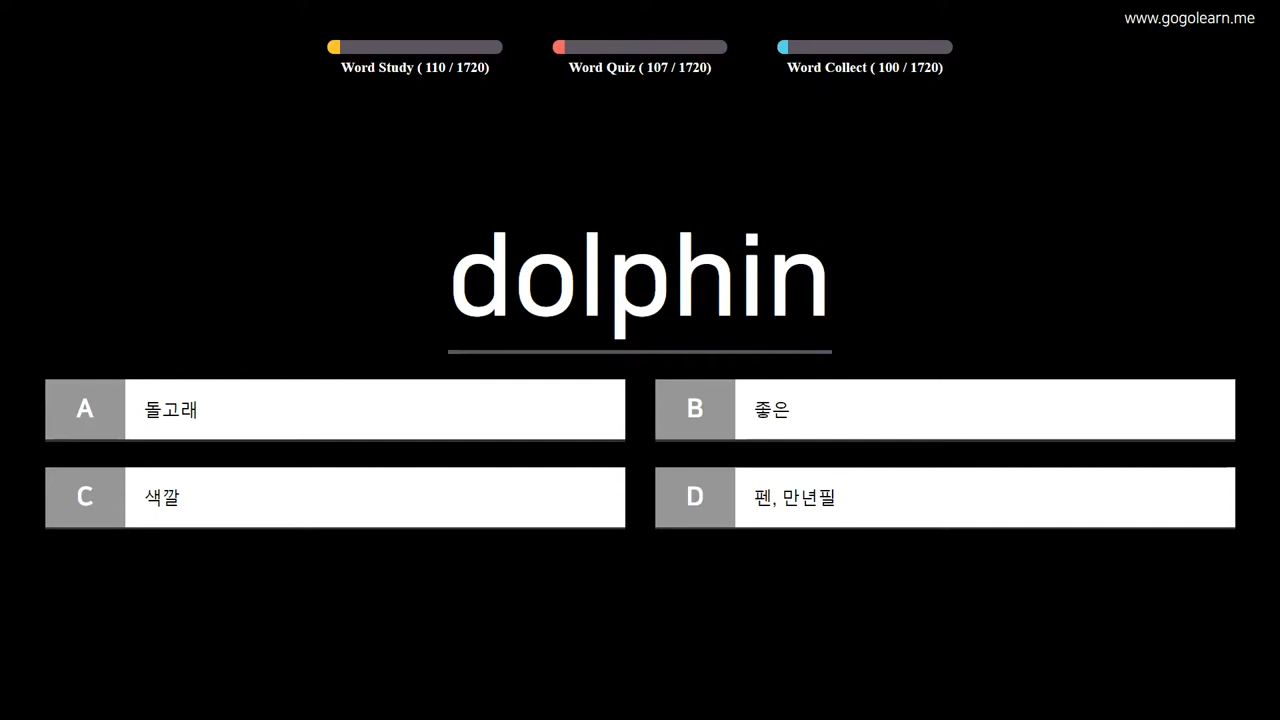 www.gogolearn.me
Word Study ( 110 / 1720)
Word Quiz ( 107 / 1720)
Word Collect ( 100 / 1720)
dolphin
A 돌고래
B 좋은
C 색깔
D 펜, 만년필